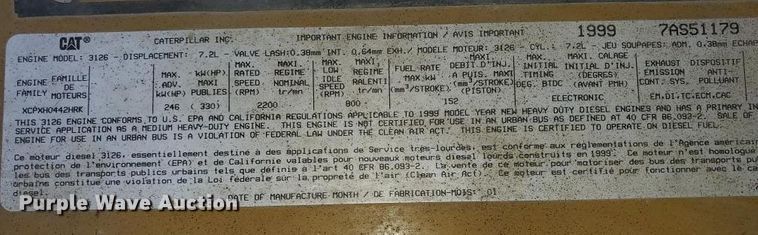 CAT® CATERPILLAR INC. IMPORTANT ENGINE INFORMATION / AVIS IMPORTANT 1999 7AS51179
ENGINE MODEL: 3126 - DISPLACEMENT: 7.2L - VALVE LASH:0.38mm INT. 0.64mm EXH./ MODELE MOTEUR: 3126 - CYL.: 7.2L - JEU SOUPAPES: ADM. 0.38mm ECHAP
ENGINE FAMILY FAMILLE DE MOTEURS
MAX. ADV. kW(HP) MAX. kW(HP) PUBLIES
MAX. RATED SPEED (RPM) MAX. REGIME NOMINAL tr/mn
MAX. LOW IDLE SPEED (RPM) MAX. REGIME RALENTI tr/mn
FUEL RATE MAX kW (mm³/STROKE) DEBIT D'INJ. A PUIS. MAXI (mm³/PISTON)
MAX. INITIAL TIMING DEG. BTDC MAXI. CALAGE INITIAL D'INJ. (DEGRES) (AVANT PMH)
EXHAUST EMISSION CONT. SYS. DISPOSITIF ANTI-POLLUANT
XCPXH0442HRK 246 ( 330) 2200 800 152 ELECTRONIC EM.DI.TC.ECM.CAC
THIS 3126 ENGINE CONFORMS TO U.S. EPA AND CALIFORNIA REGULATIONS APPLICABLE TO 1999 MODEL YEAR NEW HEAVY DUTY DIESEL ENGINES AND HAS A PRIMARY IN
SERVICE APPLICATION AS A MEDIUM HEAVY-DUTY ENGINE. THIS ENGINE IS NOT CERTIFIED FOR USE IN AN URBAN BUS AS DEFINED AT 40 CFR 86.093-2. SALE OF
ENGINE FOR USE IN AN URBAN BUS IS A VIOLATION OF FEDERAL LAW UNDER THE CLEAN AIR ACT. THIS ENGINE IS CERTIFIED TO OPERATE ON DIESEL FUEL.
Ce moteur diesel 3126, essentiellement destiné à des applications de Service très-lourdes, est conforme aux réglementations de l'Agence américai
protection de l'environnement (EPA) et de Californie valables pour nouveaux moteurs diesel lourds construits en 1999. Ce moteur n'est homologué
les bus des transports publics urbains tels que définie à l'art 40 CFR 86.093-2. La vente de ce moteur pour motoriser des bus des transports pu
urbains constitue une violation de la Loi fédérale sur la propreté de l'air (Clean Air Act). Ce moteur est certifié pour fonctionner avec le ca
diesel.
DATE OF MANUFACTURE-MONTH / DE FABRICATION-MOIS: 01
Purple Wave Auction